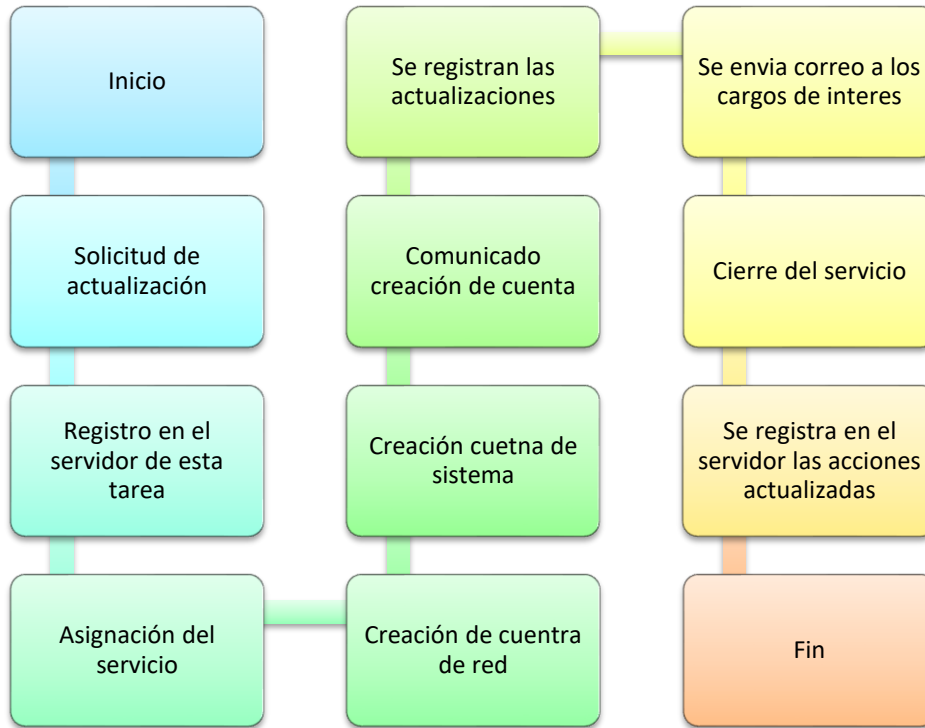 Inicio
Solicitud de
actualización
Registro en el
servidor de esta
tarea
Asignación del
servicio
Creación de cuentra
de red
Creación cuetna de
sistema
Comunicado
creación de cuenta
Se registran las
actualizaciones
Se envia correo a los
cargos de interes
Cierre del servicio
Se registra en el
servidor las acciones
actualizadas
Fin